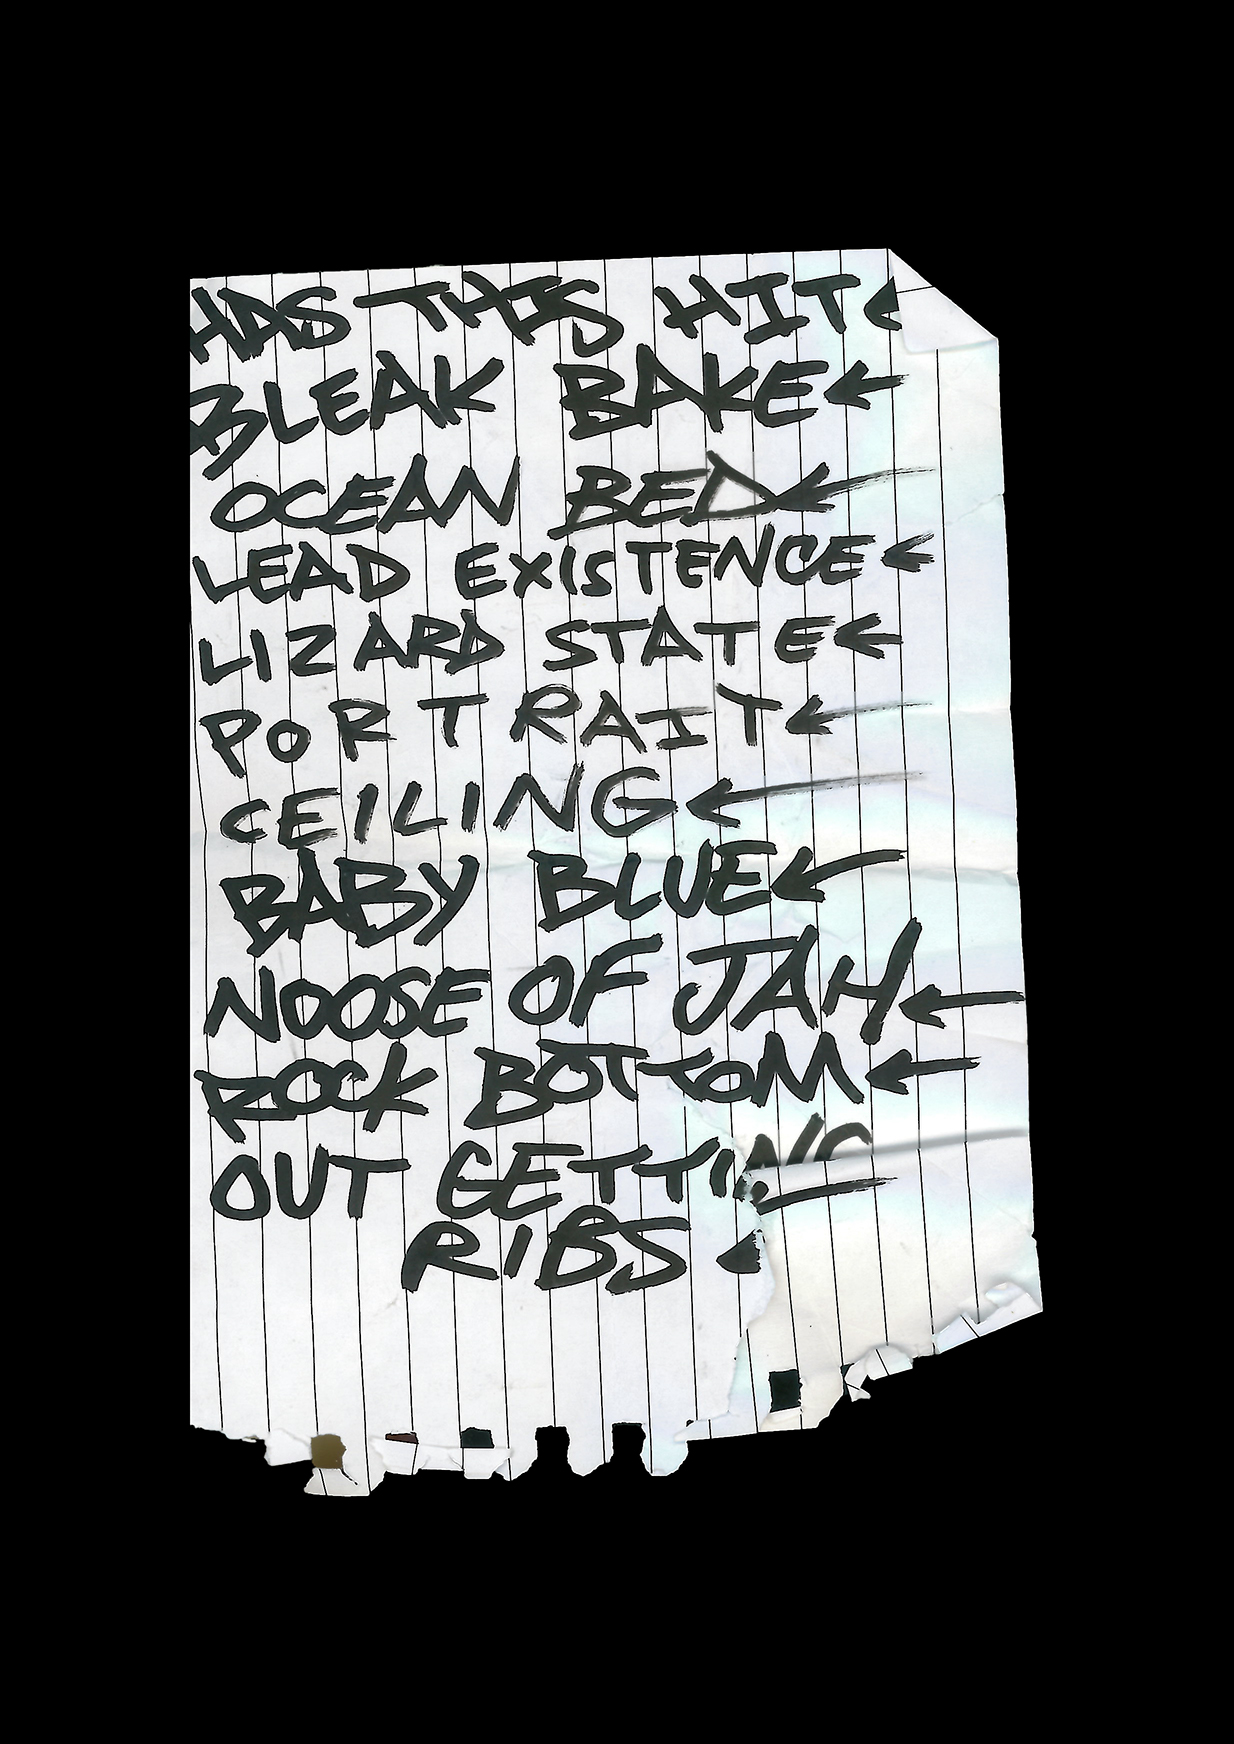 HAS THIS HIT ←
BLEAK BAKE ←
OCEAN BED ←
LEAD EXISTENCE ←
LIZARD STATE ←
PORTRAIT ←
CEILING ←
BABY BLUE ←
NOOSE OF JAH ←
ROCK BOTTOM ←
OUT GETTING
RIBS ←